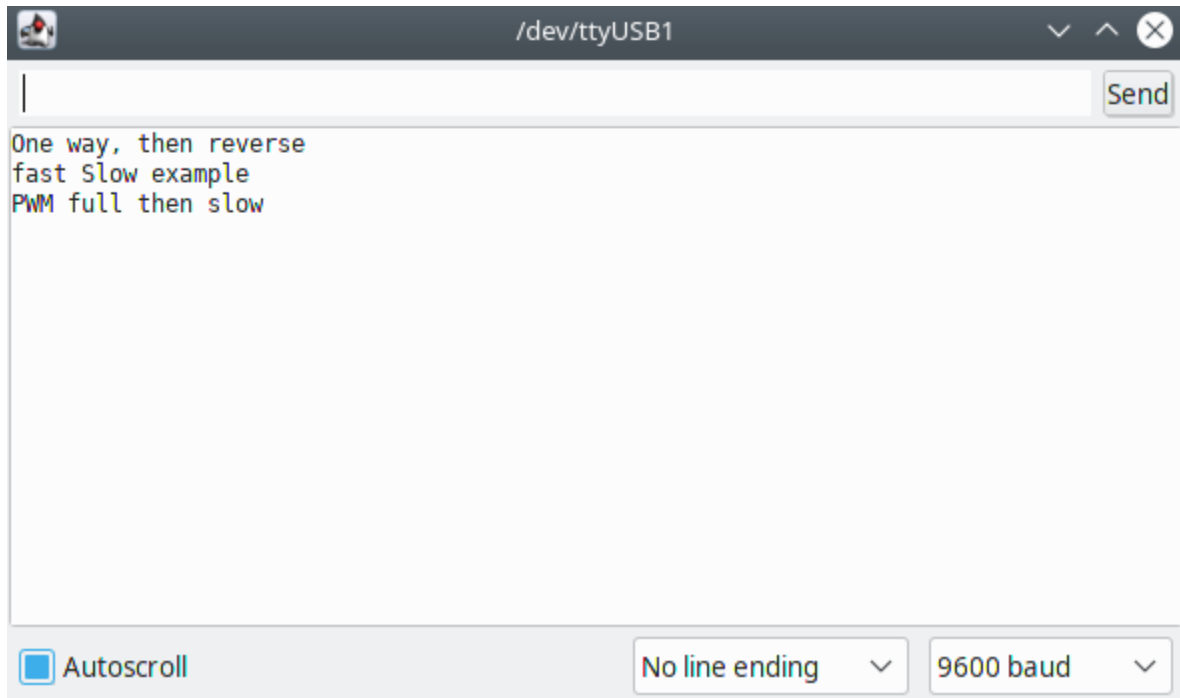 /dev/ttyUSB1
Send
One way, then reverse
fast Slow example
PWM full then slow
Autoscroll
No line ending
9600 baud